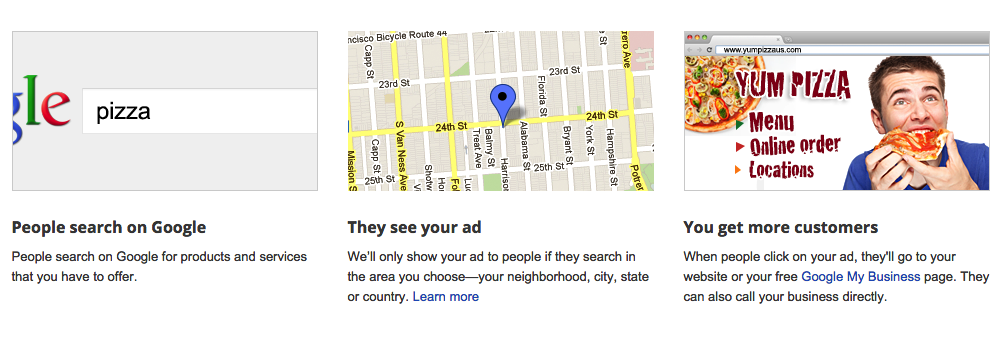 gle pizza
ncisco Bicycle Route 44
Capp St
23rd St
23rd St
S Van Ness Ave
Florida St
24th St
24th St
Capp St
Treat Ave
Balmy St
Harrison
Alabama St
Bryant St
York St
Hampshire St
Mission S
25th St
Shotw
Fol
25th St
Potrer
rero Ave
www.yumpizzaus.com
YUM PIZZA
Menu
Online order
Locations
People search on Google
People search on Google for products and services
that you have to offer.
They see your ad
We'll only show your ad to people if they search in
the area you choose—your neighborhood, city, state
or country. Learn more
You get more customers
When people click on your ad, they'll go to your
website or your free Google My Business page. They
can also call your business directly.